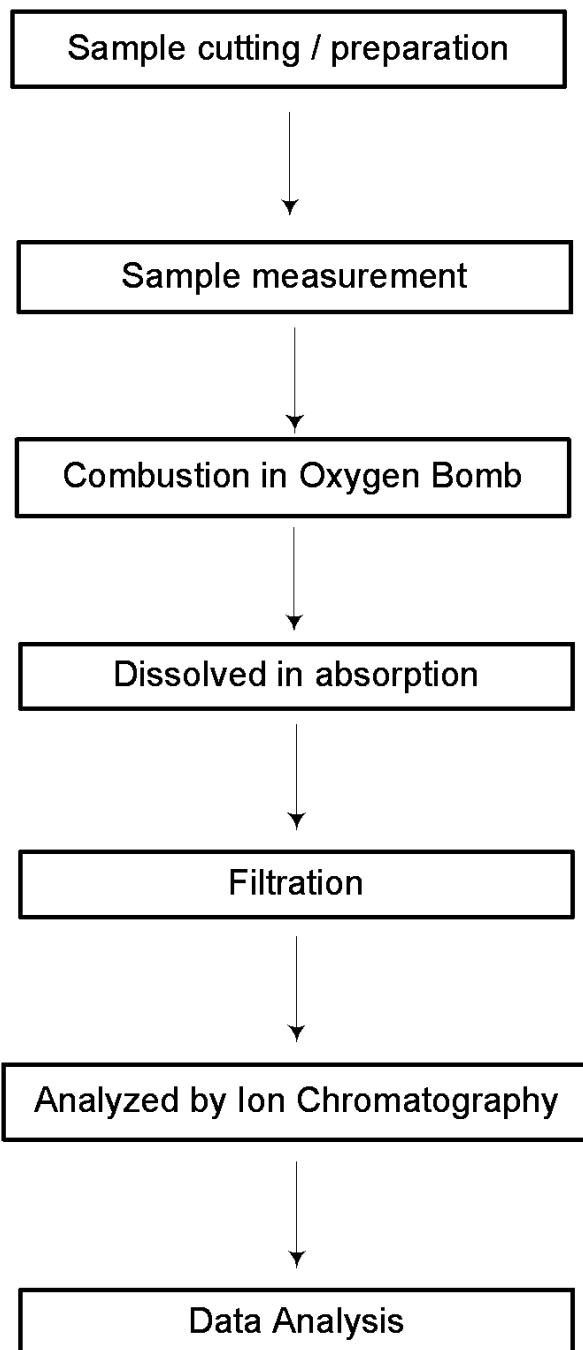 Sample cutting / preparation
Sample measurement
Combustion in Oxygen Bomb
Dissolved in absorption
Filtration
Analyzed by Ion Chromatography
Data Analysis